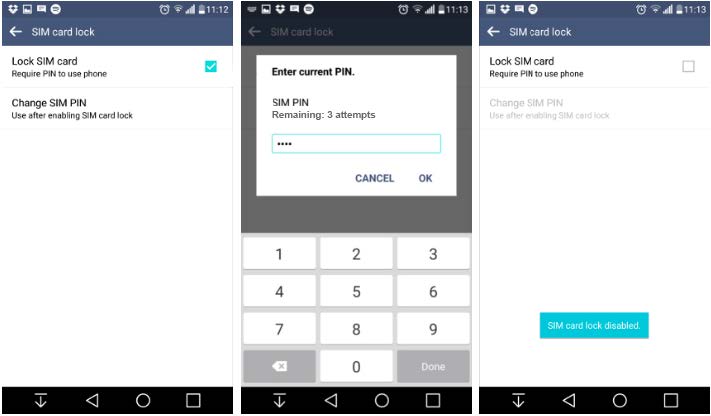 11:12
SIM card lock
Lock SIM card
Require PIN to use phone
Change SIM PIN
Use after enabling SIM card lock
11:13
SIM card lock
Enter current PIN.
SIM PIN
Remaining: 3 attempts
••••
CANCEL OK
1 2 3
4 5 6
7 8 9
0 Done
11:13
SIM card lock
Lock SIM card
Require PIN to use phone
Change SIM PIN
Use after enabling SIM card lock
SIM card lock disabled.